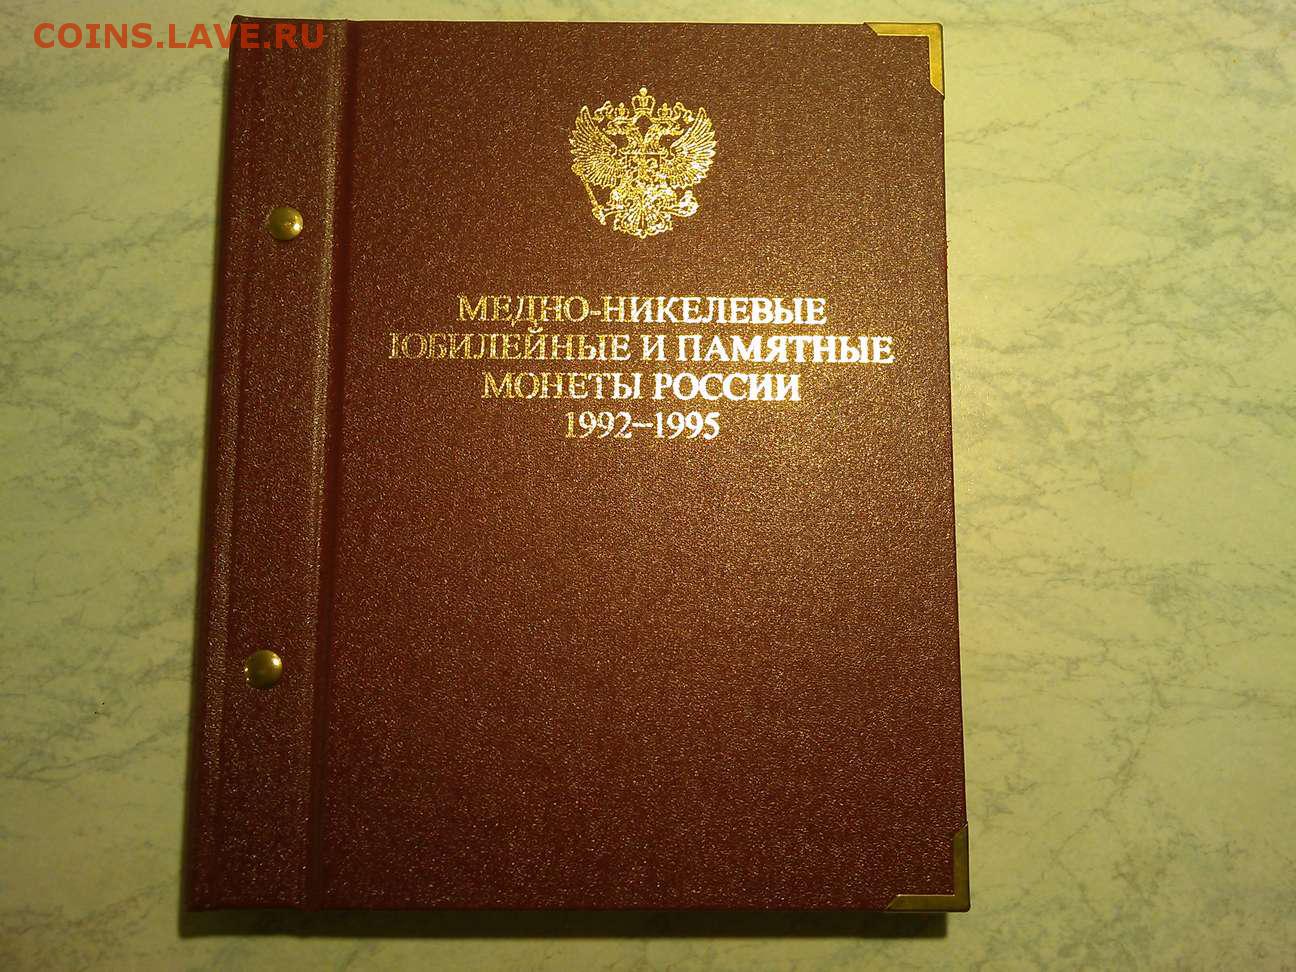 COINS.LAVE.RU
МЕДНО-НИКЕЛЕВЫЕ
ЮБИЛЕЙНЫЕ И ПАМЯТНЫЕ
МОНЕТЫ РОССИИ
1992-1995